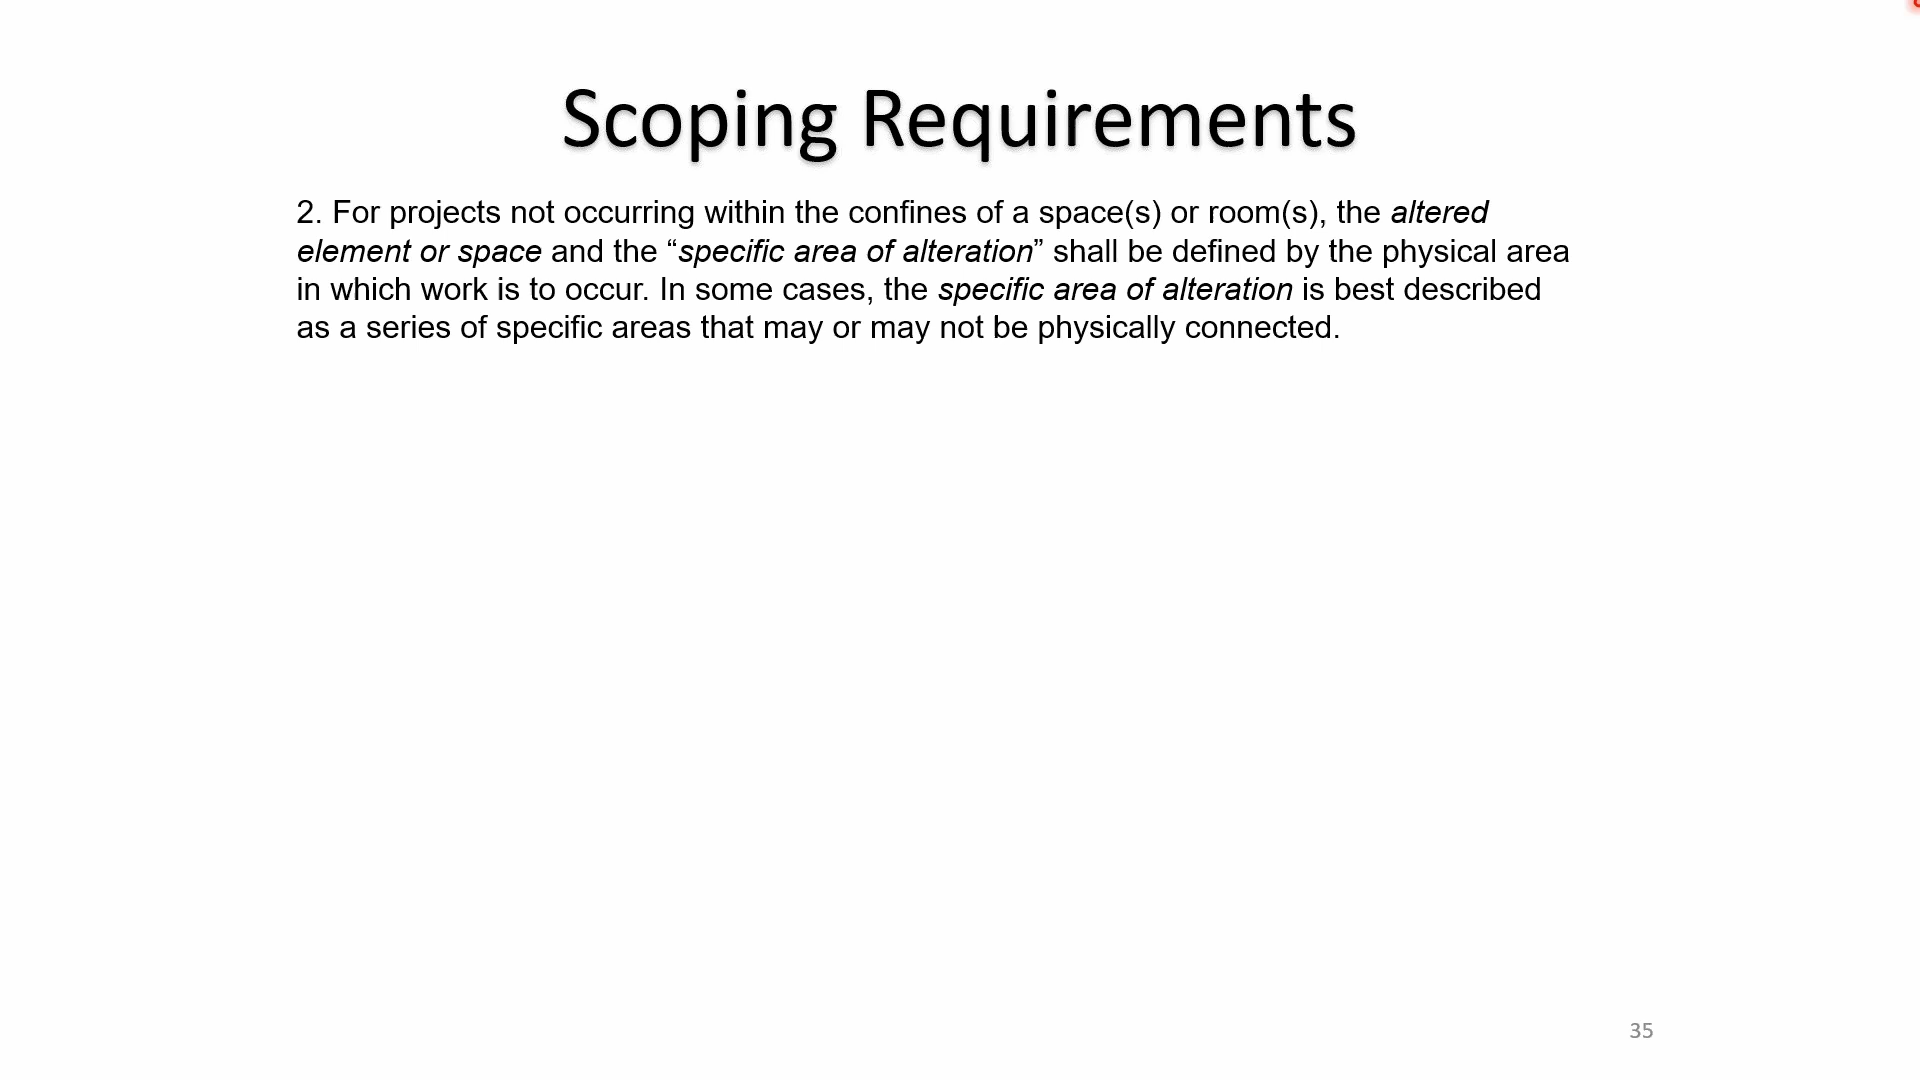 Scoping Requirements
2. For projects not occurring within the confines of a space(s) or room(s), the altered
element or space and the “specific area of alteration” shall be defined by the physical area
in which work is to occur. In some cases, the specific area of alteration is best described
as a series of specific areas that may or may not be physically connected.
35